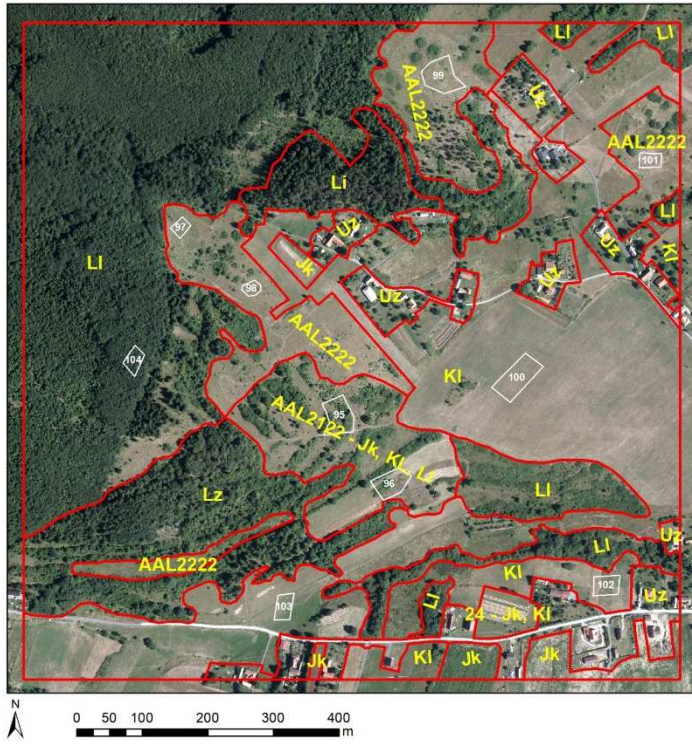 Ll
Ll
99
AAL2222
Uz
AAL2222
101
Li
Ll
97
Uz
Uz
Kl
Ll
Jk
98
Uz
Uz
AAL2222
104
Kl
100
AAL2122 - Jk, KL, Li
95
Lz
96
Ll
AAL2222
Uz
Ll
Kl
102
Uz
103
Ll
24 - Jk, Kl
Jk
Kl
Jk
Jk
N
0 50 100 200 300 400
m